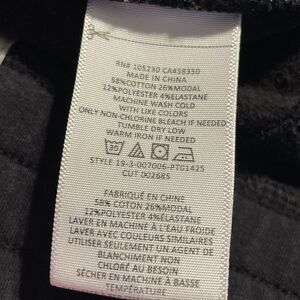 RN# 105230 CA#58350
MADE IN CHINA
58%COTTON 26%MODAL
12%POLYESTER 4%ELASTANE
MACHINE WASH COLD
WITH LIKE COLORS
ONLY NON-CHLORINE BLEACH IF NEEDED
TUMBLE DRY LOW
WARM IRON IF NEEDED
30
STYLE 19-3-007006-PTG1425
CUT 002685
FABRIQUÉ EN CHINE
58% COTON 26%MODAL
12%POLYESTER 4%ELASTANE
LAVER EN MACHINE À L'EAU FROIDE
LAVER AVEC COULEURS SIMILAIRES
UTILISER SEULEMENT UN AGENT DE
BLANCHIMENT NON
CHLORÉ AU BESOIN
SÉCHER EN MACHINE À BASSE
TEMPÉRATURE